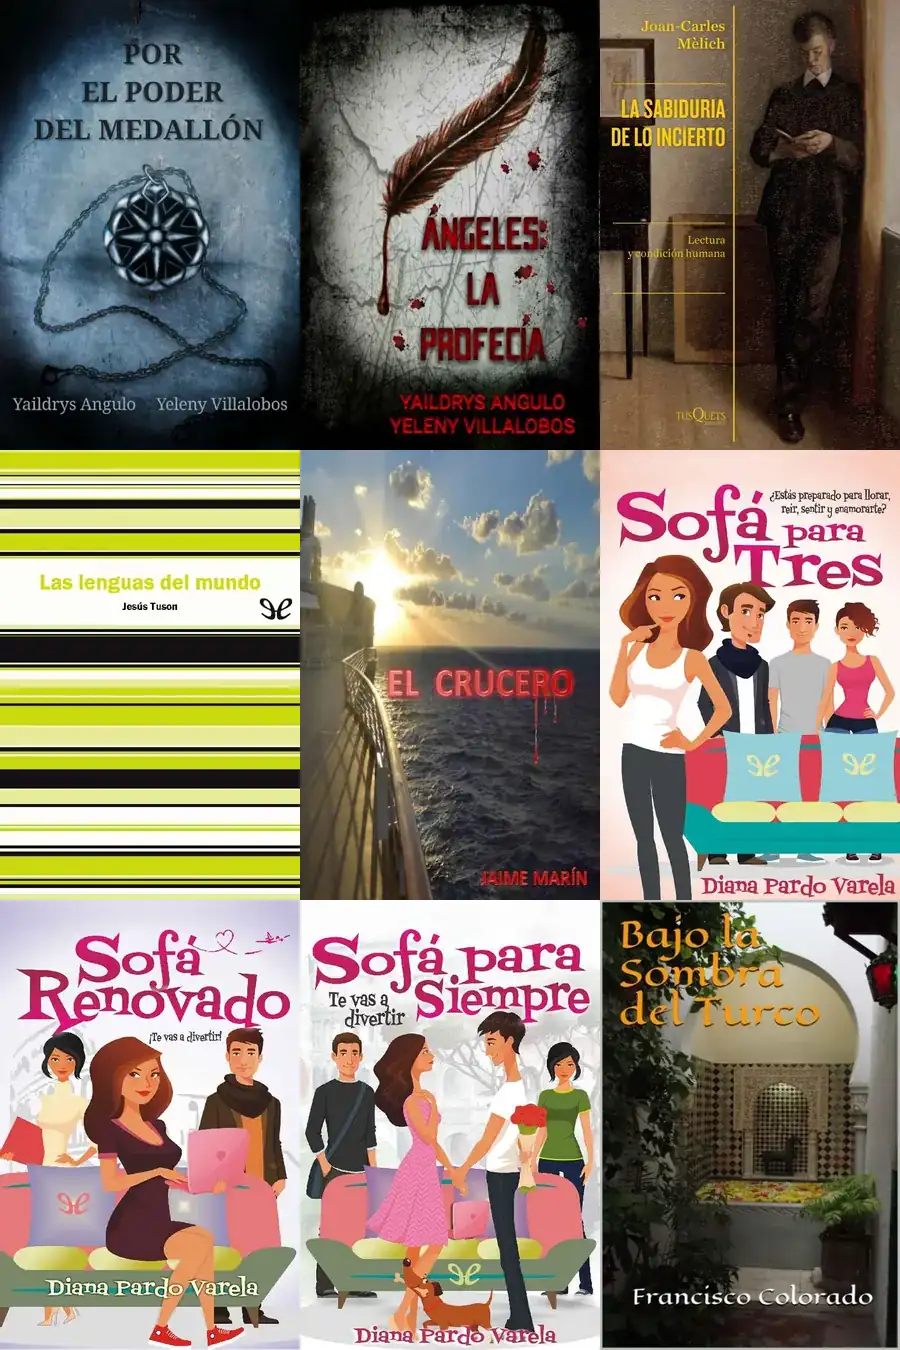 POR
EL PODER
DEL MEDALLÓN
Yaildrys Angulo Yeleny Villalobos
ÁNGELES:
LA
PROFECÍA
YAILDRYS ANGULO
YELENY VILLALOBOS
Joan-Carles
Mèlich
LA SABIDURIA
DE LO INCIERTO
Lectura
y condición humana
TUSQUETS
Las lenguas del mundo
Jesús Tuson
EL CRUCERO
JAIME MARÍN
¿Estás preparado para llorar,
reír, sentir y enamorarte?
Sofá para
Tres
Diana Pardo Varela
Sofá
Renovado
¡Te vas a divertir!
Diana Pardo Varela
Sofá para
Siempre
Te vas a
divertir
Diana Pardo Varela
Bajo la
Sombra
del Turco
Francisco Colorado